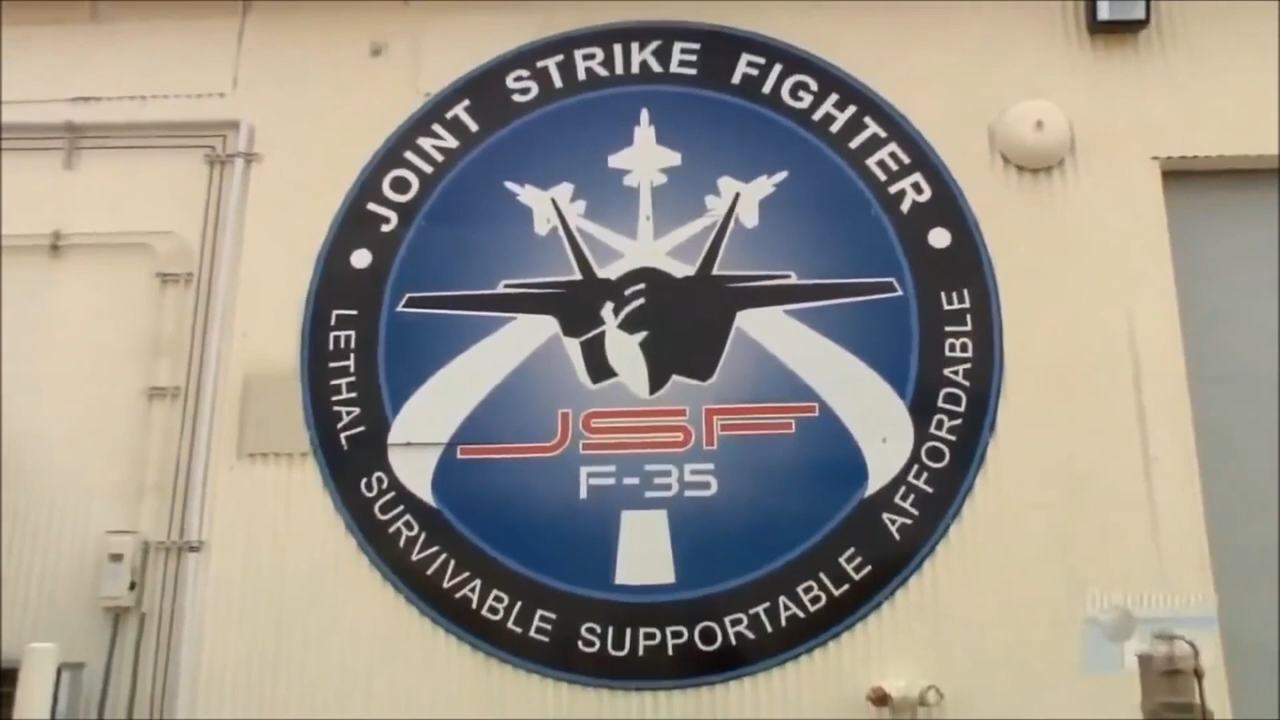 JOINT STRIKE FIGHTER
LETHAL SURVIVABLE SUPPORTABLE AFFORDABLE
JSF
F-35